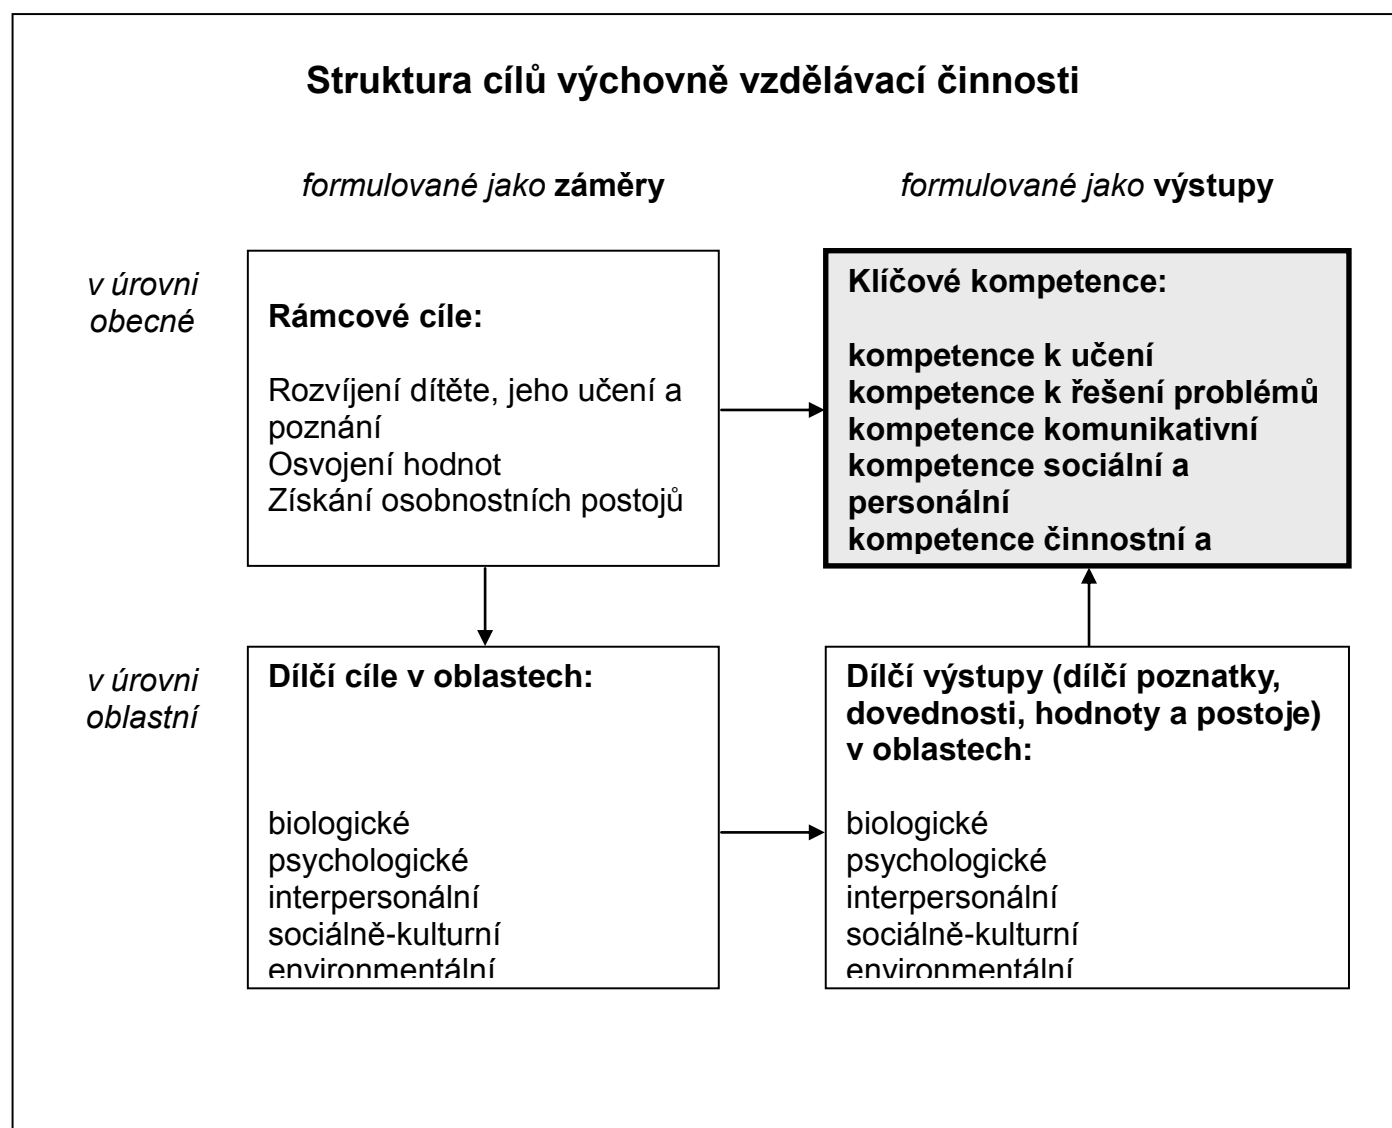 Struktura cílů výchovně vzdělávací činnosti
formulované jako záměry
formulované jako výstupy
v úrovni
obecné
Rámcové cíle:
Rozvíjení dítěte, jeho učení a
poznání
Osvojení hodnot
Získání osobnostních postojů
Klíčové kompetence:
kompetence k učení
kompetence k řešení problémů
kompetence komunikativní
kompetence sociální a
personální
kompetence činnostní a
v úrovni
oblastní
Dílčí cíle v oblastech:
biologické
psychologické
interpersonální
sociálně-kulturní
environmentální
Dílčí výstupy (dílčí poznatky,
dovednosti, hodnoty a postoje)
v oblastech:
biologické
psychologické
interpersonální
sociálně-kulturní
environmentální